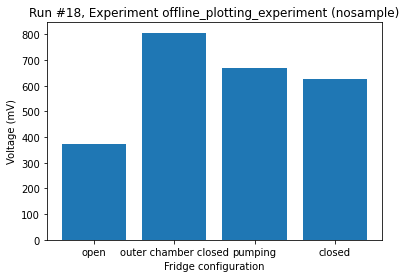 Run #18, Experiment offline_plotting_experiment (nosample)
800
700
600
500
400
300
200
100
0
Voltage (mV)
open outer chamber closed pumping closed
Fridge configuration